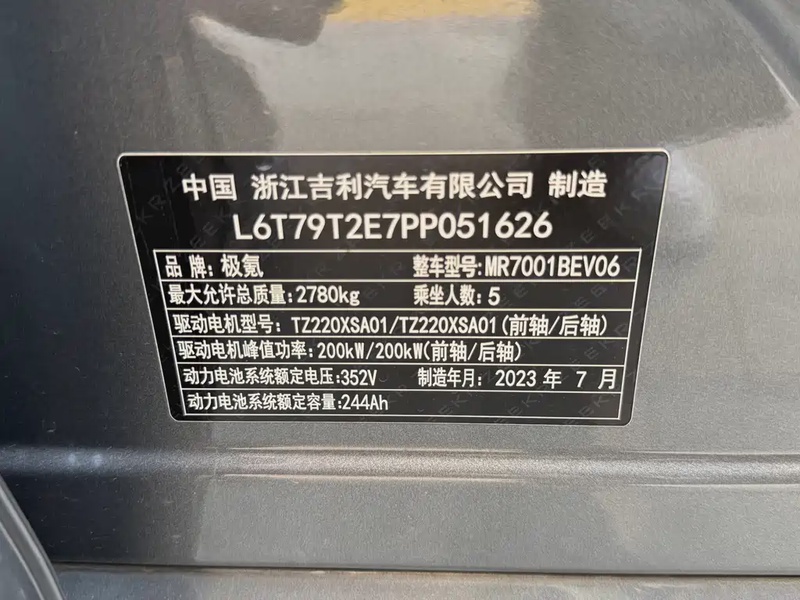 中国 浙江吉利汽车有限公司 制造
L6T79T2E7PP051626
品 牌:极氪 整车型号:MR7001BEV06
最大允许总质量:2780kg 乘坐人数:5
驱动电机型号: TZ220XSA01/TZ220XSA01(前轴/后轴)
驱动电机峰值功率:200kW/200kW(前轴/后轴)
动力电池系统额定电压:352V 制造年月: 2023 年 7 月
动力电池系统额定容量:244Ah